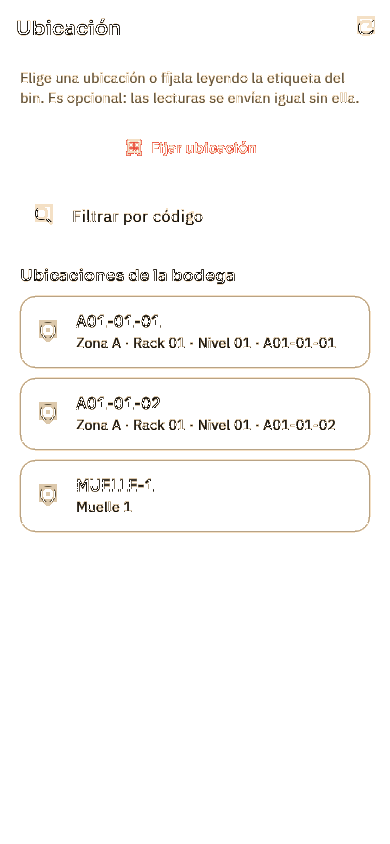 Ubicación
Elige una ubicación o fíjala leyendo la etiqueta del
bin. Es opcional: las lecturas se envían igual sin ella.
Fijar ubicación
Filtrar por código
Ubicaciones de la bodega
A01-01-01
Zona A · Rack 01 · Nivel 01 · A01-01-01
A01-01-02
Zona A · Rack 01 · Nivel 01 · A01-01-02
MUELLE-1
Muelle 1